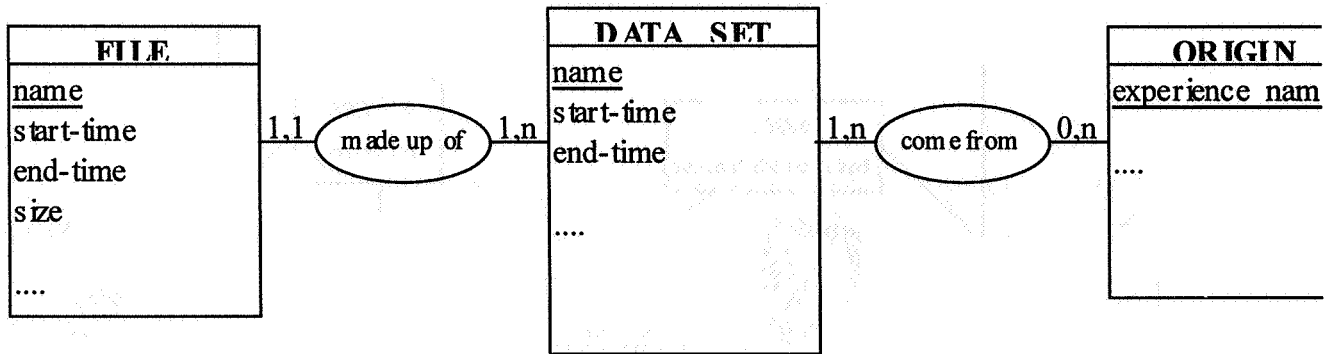 FILE
name
start-time
end-time
size
....
1,1
made up of
1,n
DATA SET
name
start-time
end-time
....
1,n
come from
0,n
ORIGIN
experience nam
....